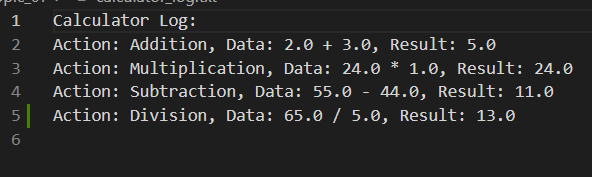 1 Calculator Log:
2 Action: Addition, Data: 2.0 + 3.0, Result: 5.0
3 Action: Multiplication, Data: 24.0 * 1.0, Result: 24.0
4 Action: Subtraction, Data: 55.0 - 44.0, Result: 11.0
5 Action: Division, Data: 65.0 / 5.0, Result: 13.0
6